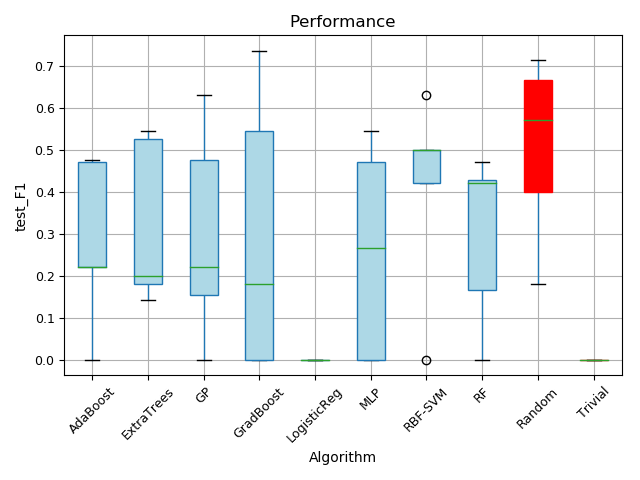 Performance
test_F1
0.7
0.6
0.5
0.4
0.3
0.2
0.1
0.0
AdaBoost
ExtraTrees
GP
GradBoost
LogisticReg
MLP
RBF-SVM
RF
Random
Trivial
Algorithm